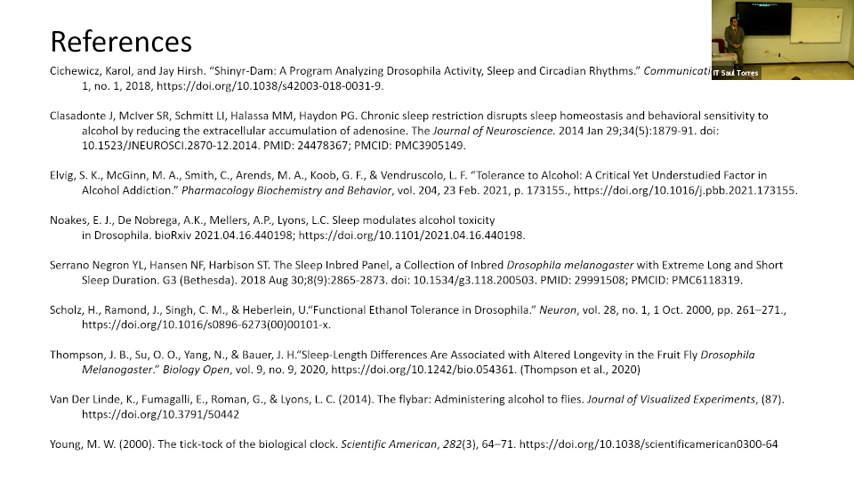 References
Cichewicz, Karol, and Jay Hirsh. “Shinyr-Dam: A Program Analyzing Drosophila Activity, Sleep and Circadian Rhythms.” Communicati
IT Saul Torres
1, no. 1, 2018, https://doi.org/10.1038/s42003-018-0031-9.
Clasadonte J, McIver SR, Schmitt LI, Halassa MM, Haydon PG. Chronic sleep restriction disrupts sleep homeostasis and behavioral sensitivity to
alcohol by reducing the extracellular accumulation of adenosine. The Journal of Neuroscience. 2014 Jan 29;34(5):1879-91. doi:
10.1523/JNEUROSCI.2870-12.2014. PMID: 24478367; PMCID: PMC3905149.
Elvig, S. K., McGinn, M. A., Smith, C., Arends, M. A., Koob, G. F., & Vendruscolo, L. F. “Tolerance to Alcohol: A Critical Yet Understudied Factor in
Alcohol Addiction.” Pharmacology Biochemistry and Behavior, vol. 204, 23 Feb. 2021, p. 173155., https://doi.org/10.1016/j.pbb.2021.173155.
Noakes, E. J., De Nobrega, A.K., Mellers, A.P., Lyons, L.C. Sleep modulates alcohol toxicity
in Drosophila. bioRxiv 2021.04.16.440198; https://doi.org/10.1101/2021.04.16.440198.
Serrano Negron YL, Hansen NF, Harbison ST. The Sleep Inbred Panel, a Collection of Inbred Drosophila melanogaster with Extreme Long and Short
Sleep Duration. G3 (Bethesda). 2018 Aug 30;8(9):2865-2873. doi: 10.1534/g3.118.200503. PMID: 29991508; PMCID: PMC6118319.
Scholz, H., Ramond, J., Singh, C. M., & Heberlein, U.“Functional Ethanol Tolerance in Drosophila.” Neuron, vol. 28, no. 1, 1 Oct. 2000, pp. 261–271.,
https://doi.org/10.1016/s0896-6273(00)00101-x.
Thompson, J. B., Su, O. O., Yang, N., & Bauer, J. H.“Sleep-Length Differences Are Associated with Altered Longevity in the Fruit Fly Drosophila
Melanogaster.” Biology Open, vol. 9, no. 9, 2020, https://doi.org/10.1242/bio.054361. (Thompson et al., 2020)
Van Der Linde, K., Fumagalli, E., Roman, G., & Lyons, L. C. (2014). The flybar: Administering alcohol to flies. Journal of Visualized Experiments, (87).
https://doi.org/10.3791/50442
Young, M. W. (2000). The tick-tock of the biological clock. Scientific American, 282(3), 64–71. https://doi.org/10.1038/scientificamerican0300-64